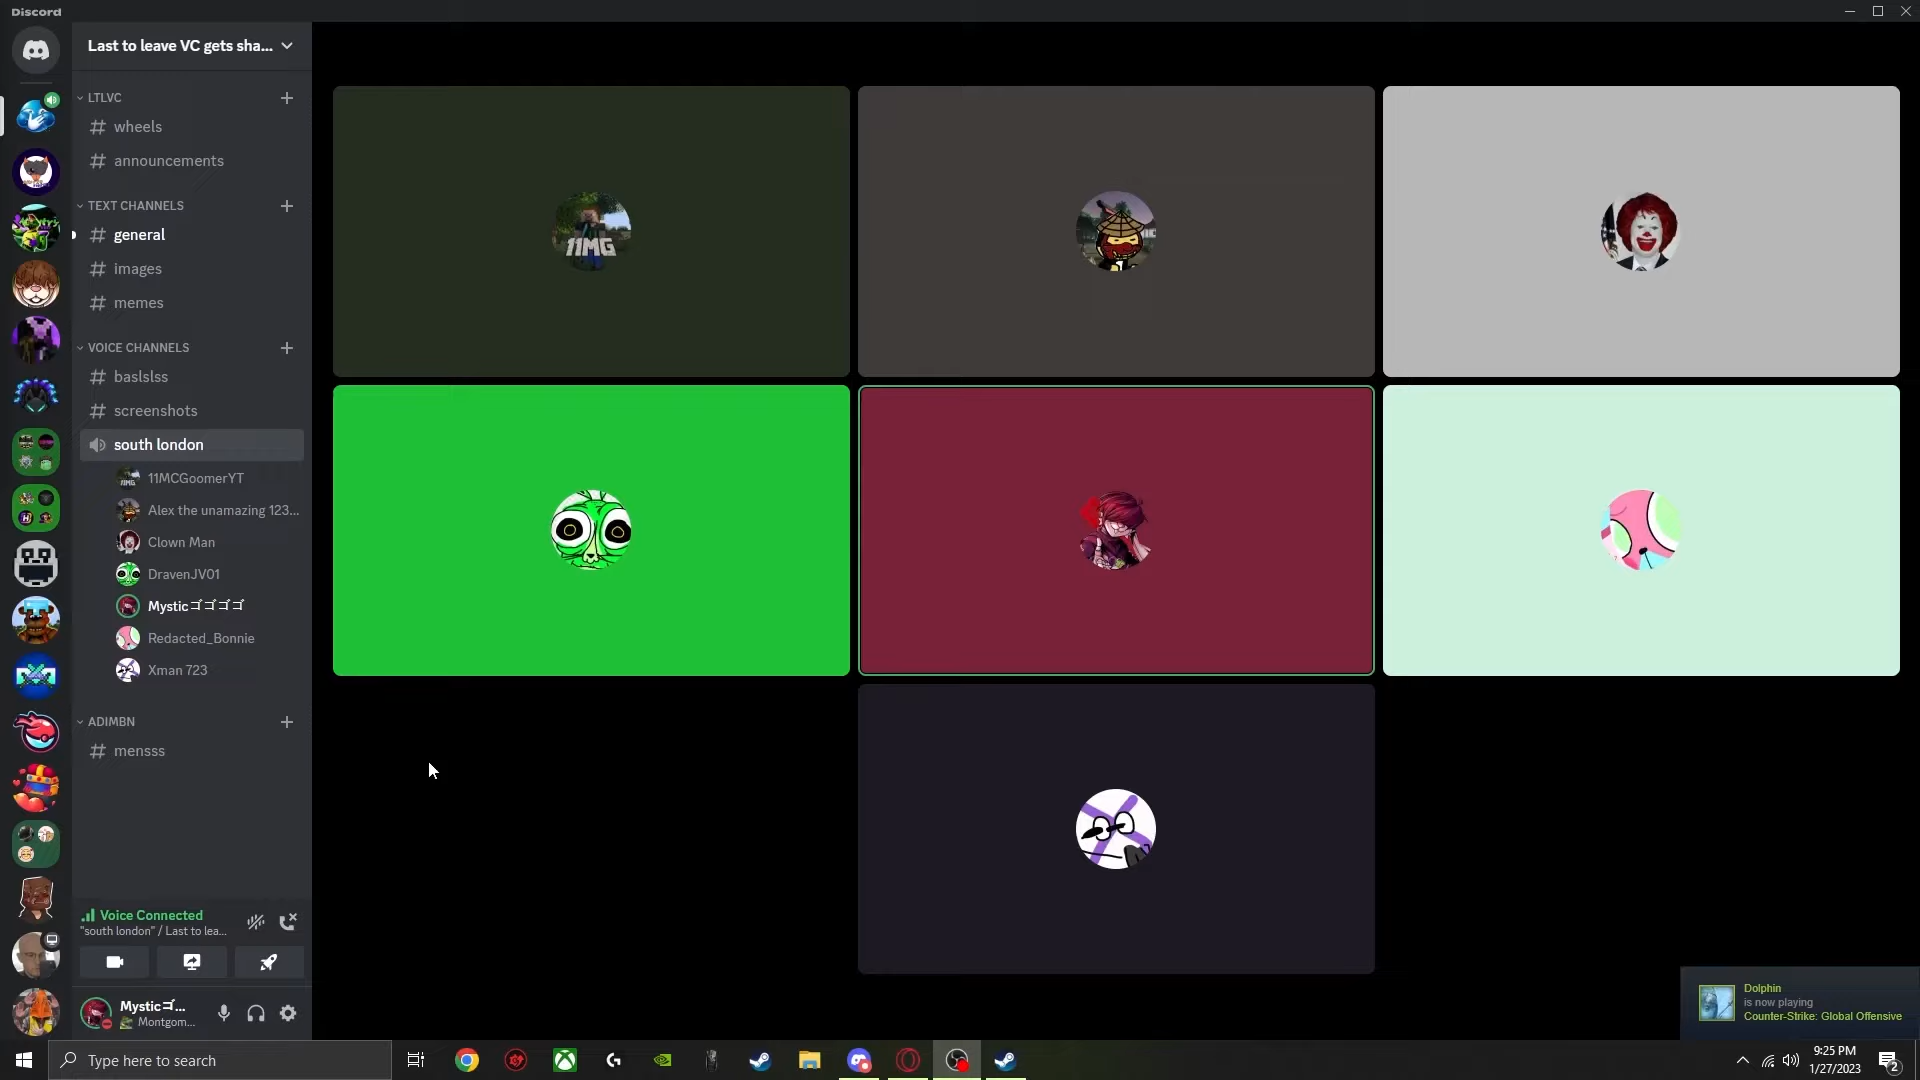 Discord
Last to leave VC gets sha...
LTLVC
wheels
announcements
TEXT CHANNELS
general
images
memes
VOICE CHANNELS
baslslss
screenshots
south london
11MCGoomerYT
Alex the unamazing 123...
Clown Man
DravenJV01
Mysticゴゴゴゴ
Redacted_Bonnie
Xman 723
ADIMBN
mensss
Voice Connected
"south london" / Last to lea...
Mysticゴ...
Montgom...
11MG
Dolphin
is now playing
Counter-Strike: Global Offensive
Type here to search
9:25 PM
1/27/2023
2